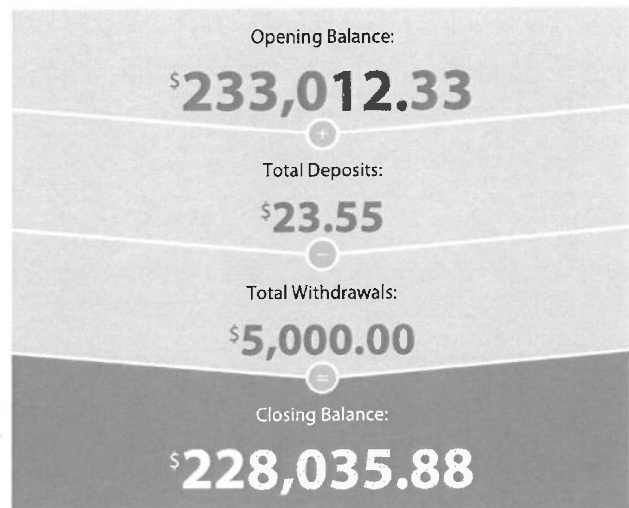 Opening Balance:
$233,012.33
+
Total Deposits:
$23.55
−
Total Withdrawals:
$5,000.00
=
Closing Balance:
$228,035.88